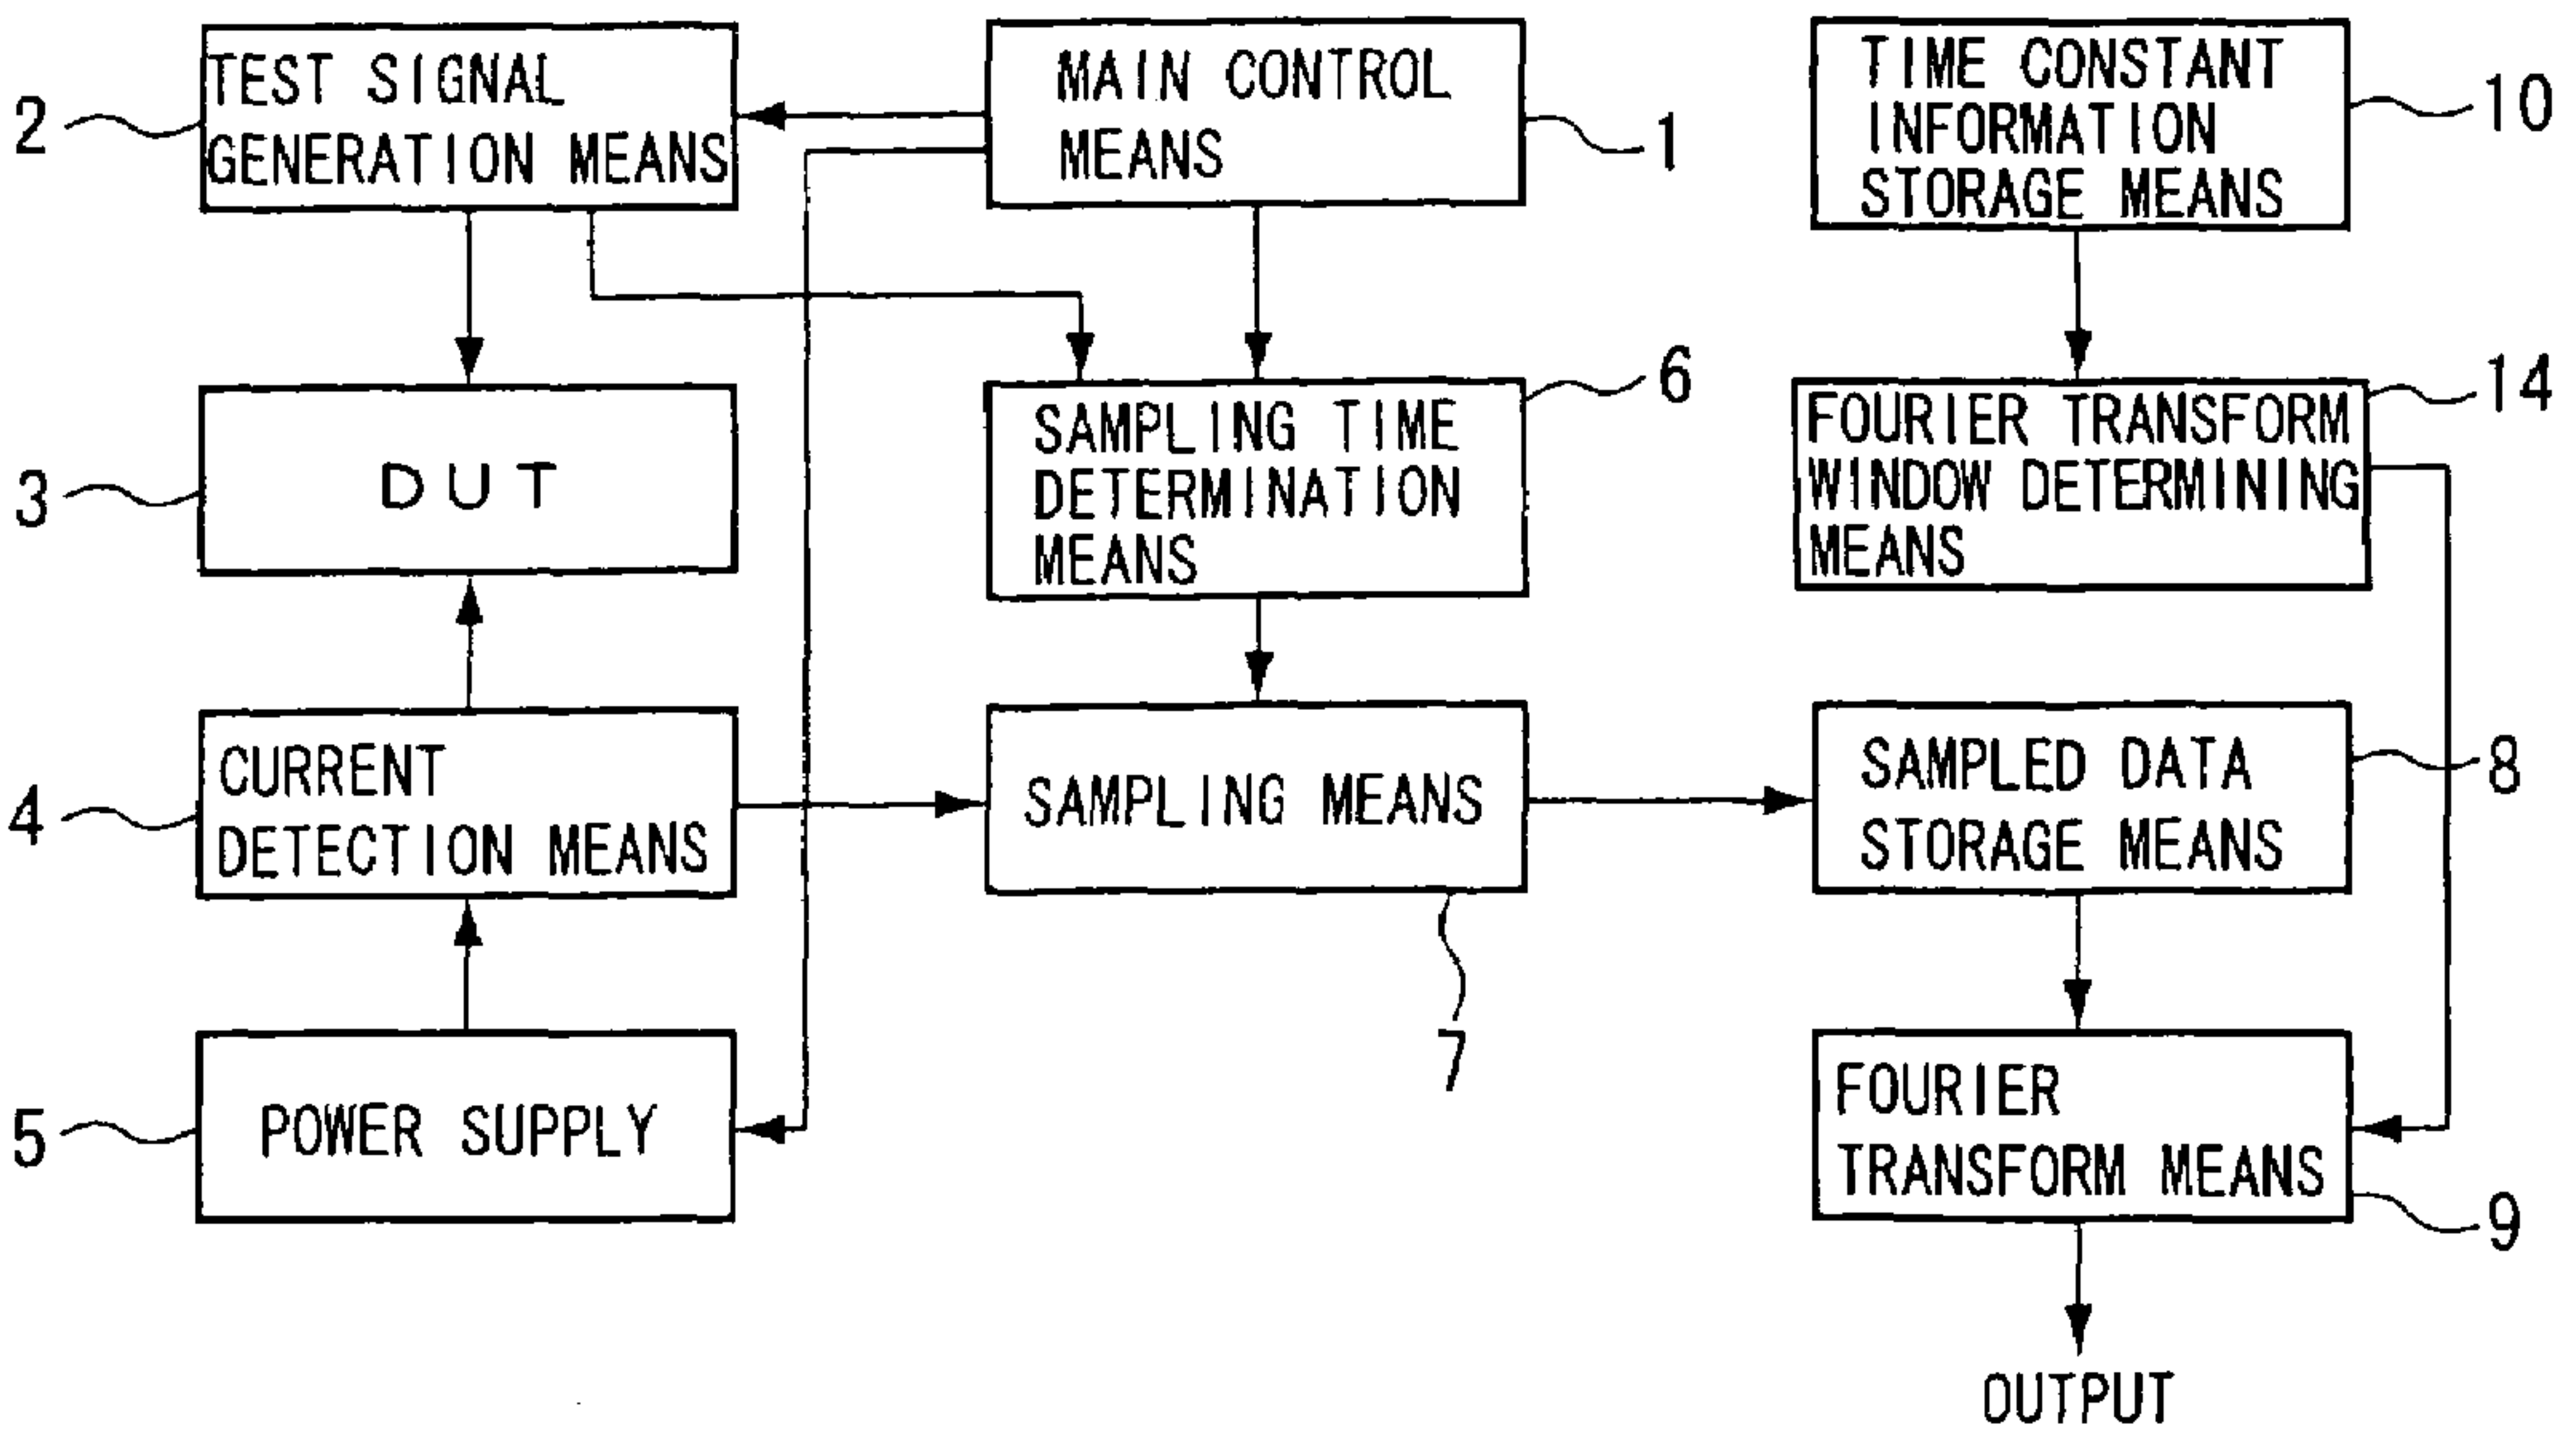 TEST SIGNAL
GENERATION MEANS
2
MAIN CONTROL
MEANS
1
TIME CONSTANT
INFORMATION
STORAGE MEANS
10
DUT
3
SAMPLING TIME
DETERMINATION
MEANS
6
FOURIER TRANSFORM
WINDOW DETERMINING
MEANS
14
CURRENT
DETECTION MEANS
4
SAMPLING MEANS
7
SAMPLED DATA
STORAGE MEANS
8
POWER SUPPLY
5
FOURIER
TRANSFORM MEANS
9
OUTPUT